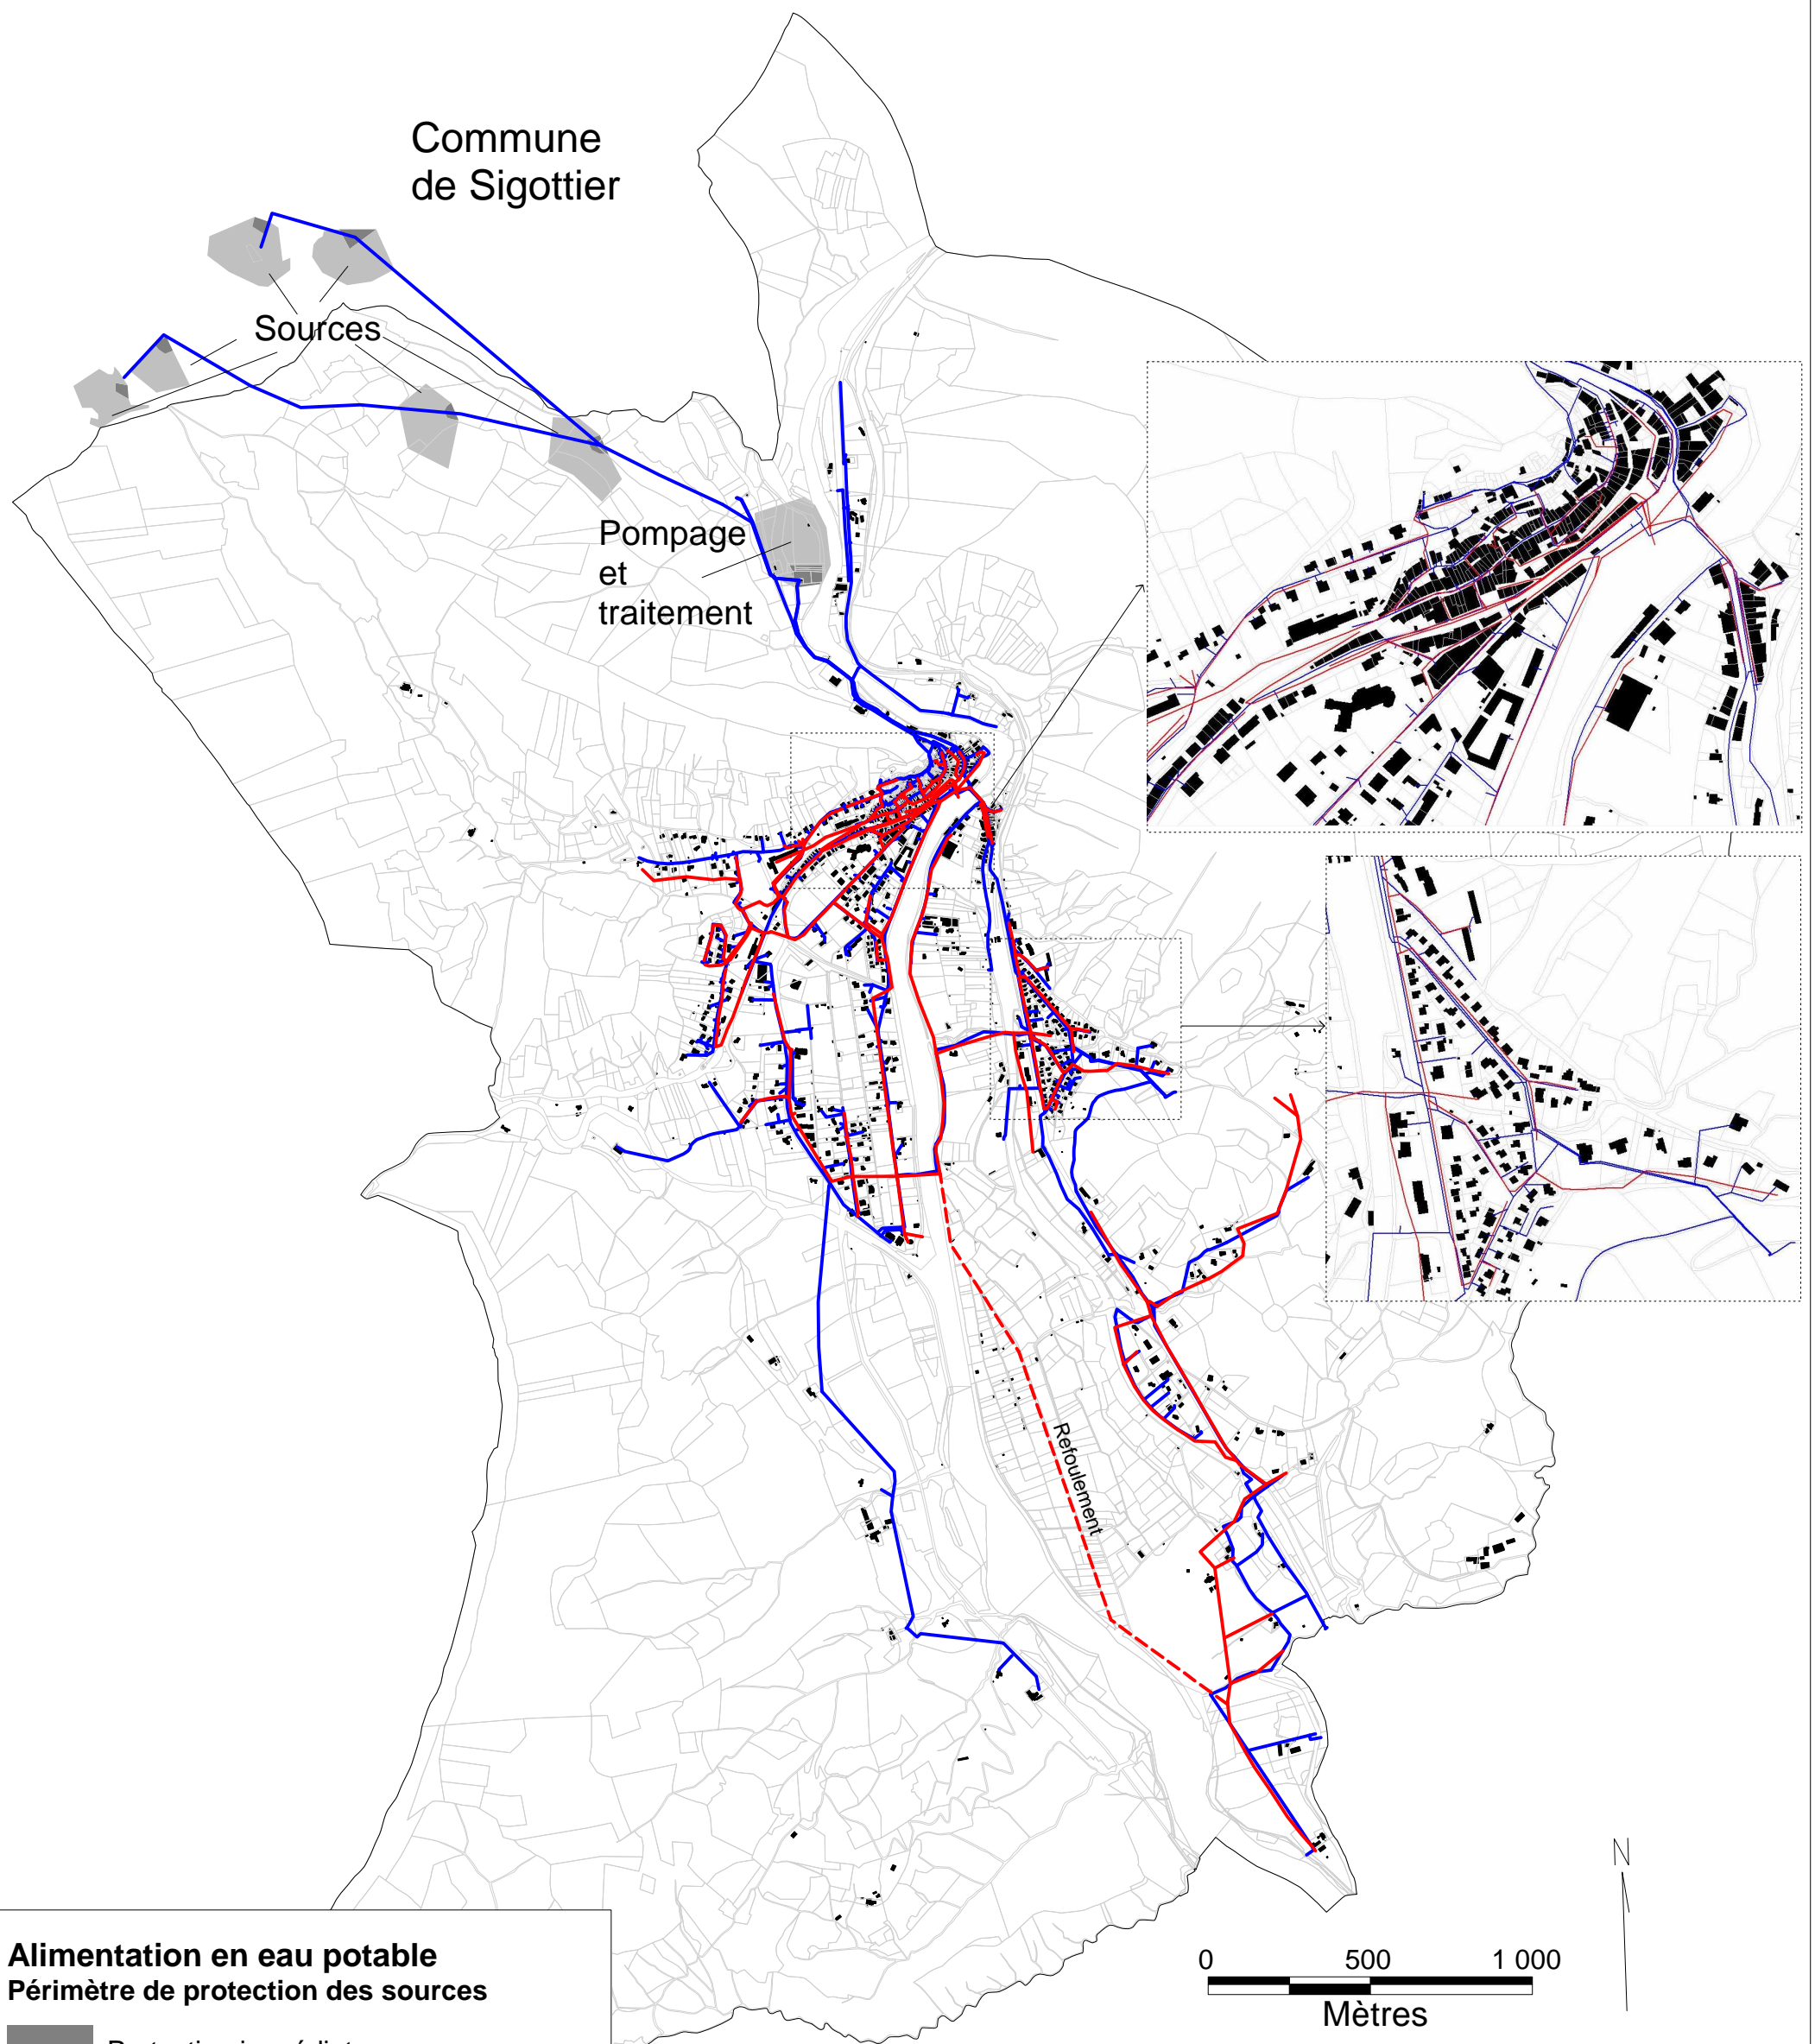 Commune
de Sigottier
Sources
Pompage
et
traitement
Refoulement
N
0 500 1 000
Mètres
Alimentation en eau potable
Périmètre de protection des sources